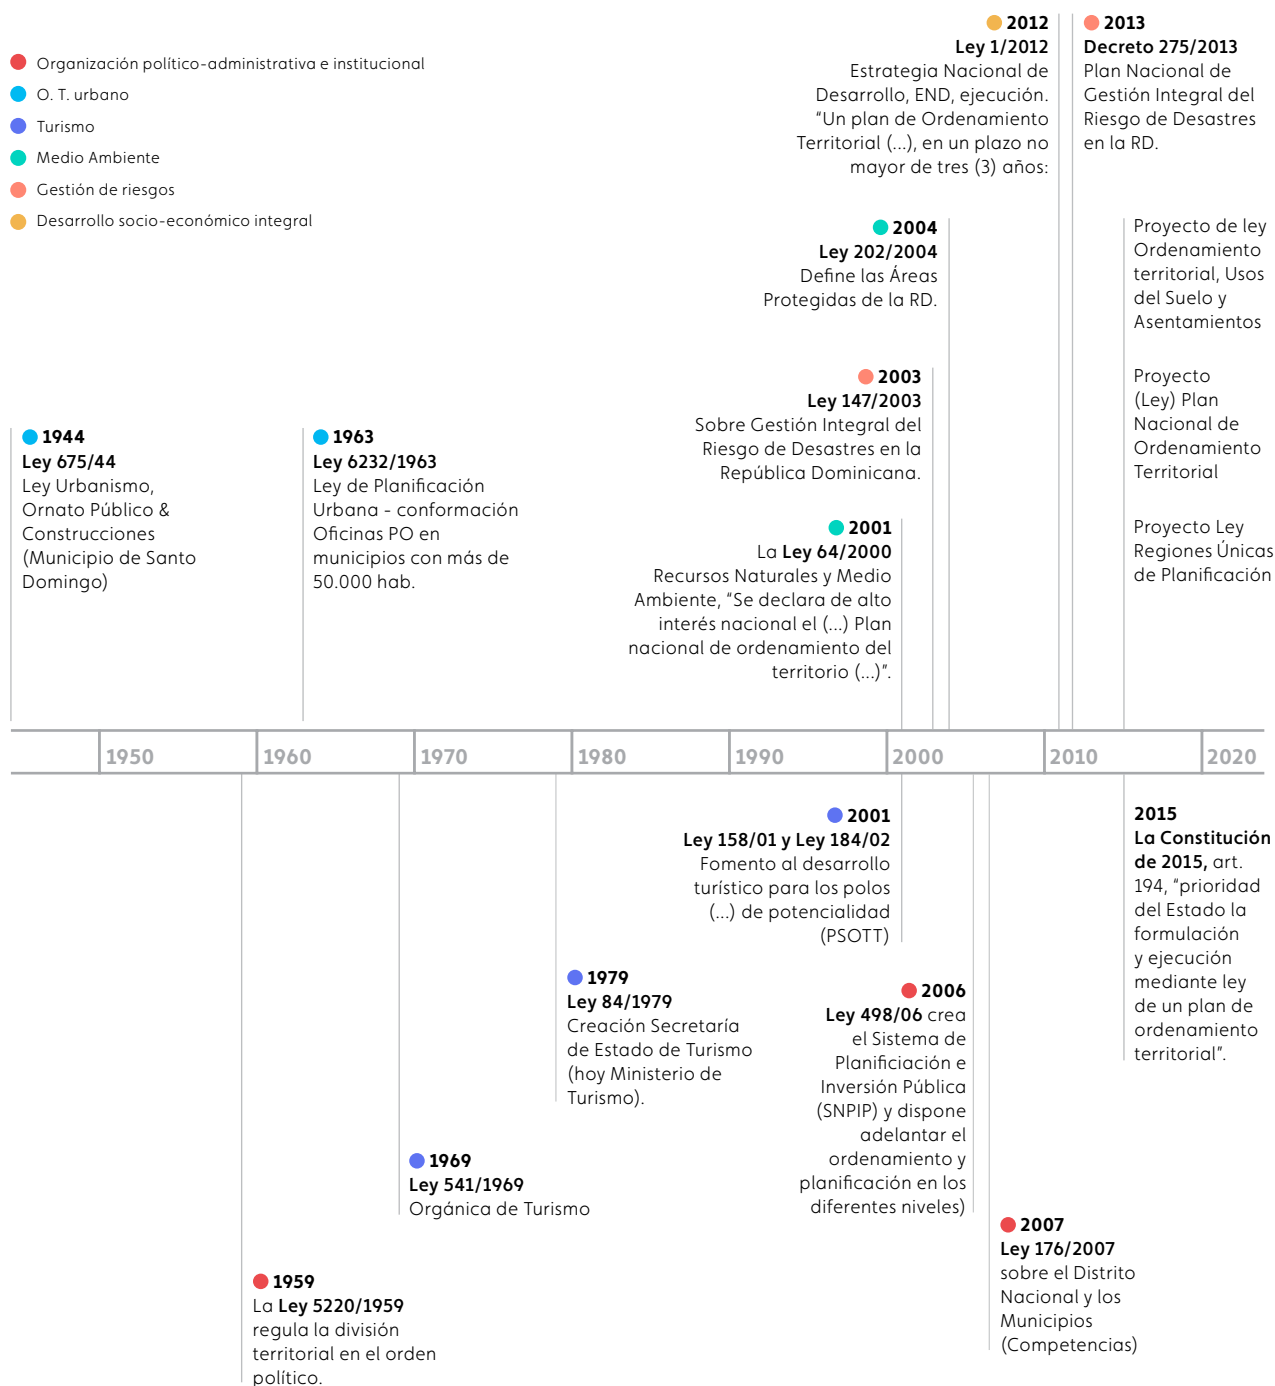 Organización político-administrativa e institucional
O. T. urbano
Turismo
Medio Ambiente
Gestión de riesgos
Desarrollo socio-económico integral
2012
Ley 1/2012
Estrategia Nacional de
Desarrollo, END, ejecución.
“Un plan de Ordenamiento
Territorial (...), en un plazo no
mayor de tres (3) años:
2013
Decreto 275/2013
Plan Nacional de
Gestión Integral del
Riesgo de Desastres
en la RD.
2004
Ley 202/2004
Define las Áreas
Protegidas de la RD.
Proyecto de ley
Ordenamiento
territorial, Usos
del Suelo y
Asentamientos
2003
Ley 147/2003
Sobre Gestión Integral del
Riesgo de Desastres en la
República Dominicana.
Proyecto
(Ley) Plan
Nacional de
Ordenamiento
Territorial
1944
Ley 675/44
Ley Urbanismo,
Ornato Público &
Construcciones
(Municipio de Santo
Domingo)
1963
Ley 6232/1963
Ley de Planificación
Urbana - conformación
Oficinas PO en
municipios con más de
50.000 hab.
2001
La Ley 64/2000
Recursos Naturales y Medio
Ambiente, “Se declara de alto
interés nacional el (...) Plan
nacional de ordenamiento del
territorio (...)”.
Proyecto Ley
Regiones Únicas
de Planificación
1950
1960
1970
1980
1990
2000
2010
2020
2001
Ley 158/01 y Ley 184/02
Fomento al desarrollo
turístico para los polos
(...) de potencialidad
(PSOTT)
2015
La Constitución
de 2015, art.
194, “prioridad
del Estado la
formulación
y ejecución
mediante ley
de un plan de
ordenamiento
territorial”.
1979
Ley 84/1979
Creación Secretaría
de Estado de Turismo
(hoy Ministerio de
Turismo).
2006
Ley 498/06 crea
el Sistema de
Planificiación e
Inversión Pública
(SNPIP) y dispone
adelantar el
ordenamiento y
planificación en los
diferentes niveles)
1969
Ley 541/1969
Orgánica de Turismo
2007
Ley 176/2007
sobre el Distrito
Nacional y los
Municipios
(Competencias)
1959
La Ley 5220/1959
regula la división
territorial en el orden
político.